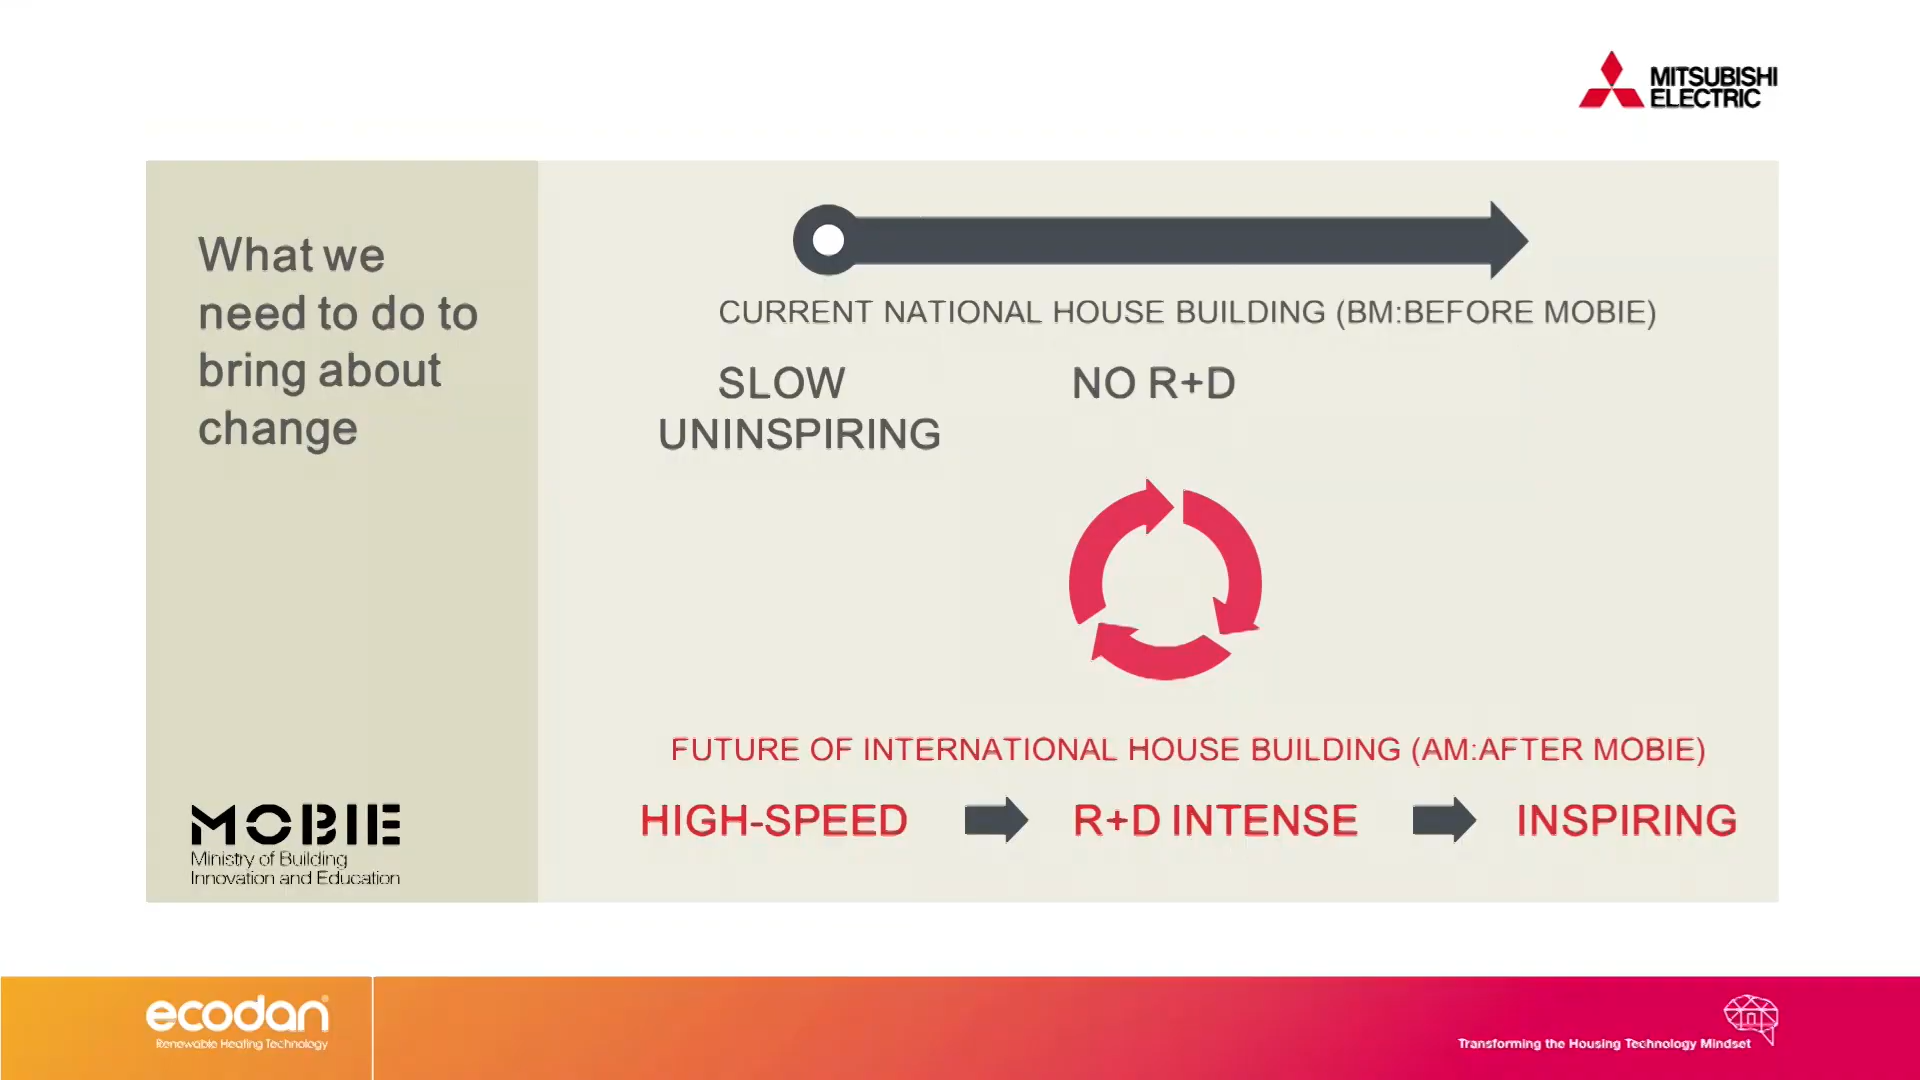 MITSUBISHI
ELECTRIC
What we
need to do to
bring about
change
CURRENT NATIONAL HOUSE BUILDING (BM:BEFORE MOBIE)
SLOW NO R+D
UNINSPIRING
FUTURE OF INTERNATIONAL HOUSE BUILDING (AM:AFTER MOBIE)
HIGH-SPEED R+D INTENSE INSPIRING
MOBIE
Ministry of Building
Innovation and Education
ecodan®
Renewable Heating Technology
Transforming the Housing Technology Mindset